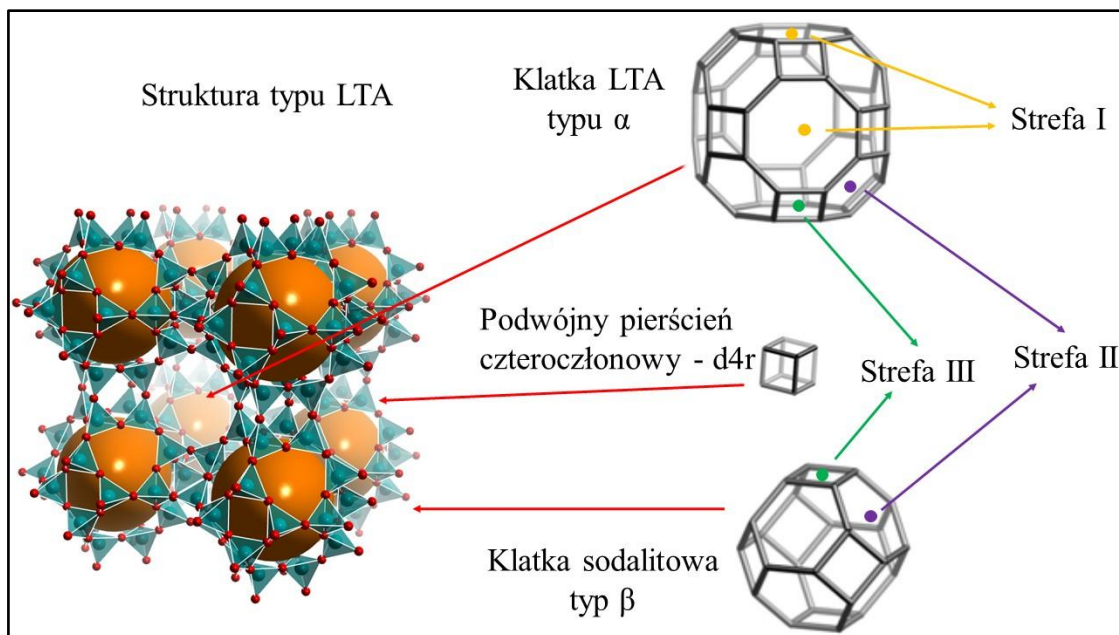 Struktura typu LTA
Klatka LTA
typu α
Strefa I
Podwójny pierścień
czteroczłonowy - d4r
Strefa III
Strefa II
Klatka sodalitowa
typ β